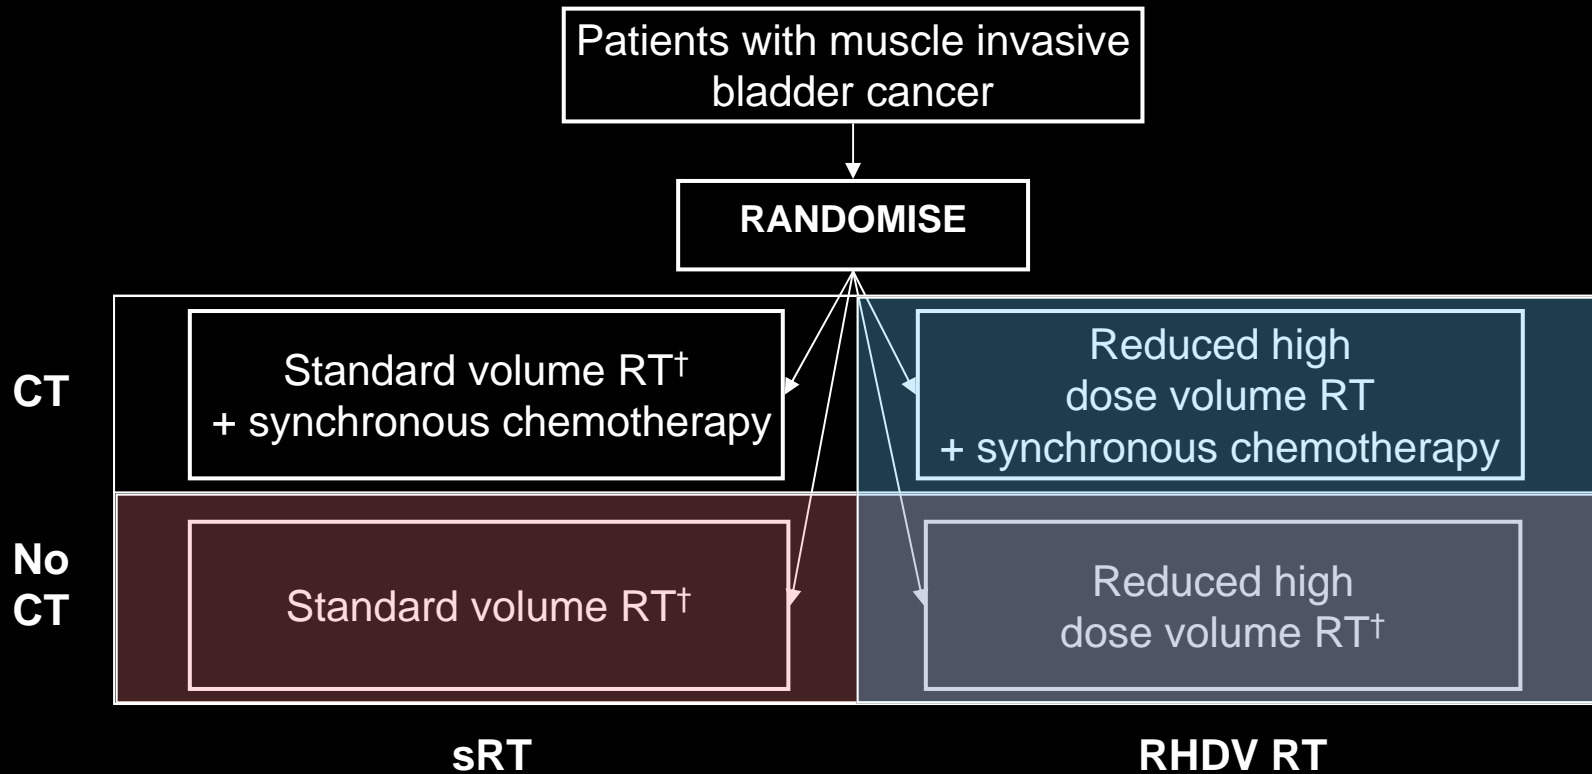 Patients with muscle invasive
bladder cancer
RANDOMISE
CT
Standard volume RT†
+ synchronous chemotherapy
Reduced high
dose volume RT
+ synchronous chemotherapy
No
CT
Standard volume RT†
Reduced high
dose volume RT†
sRT
RHDV RT